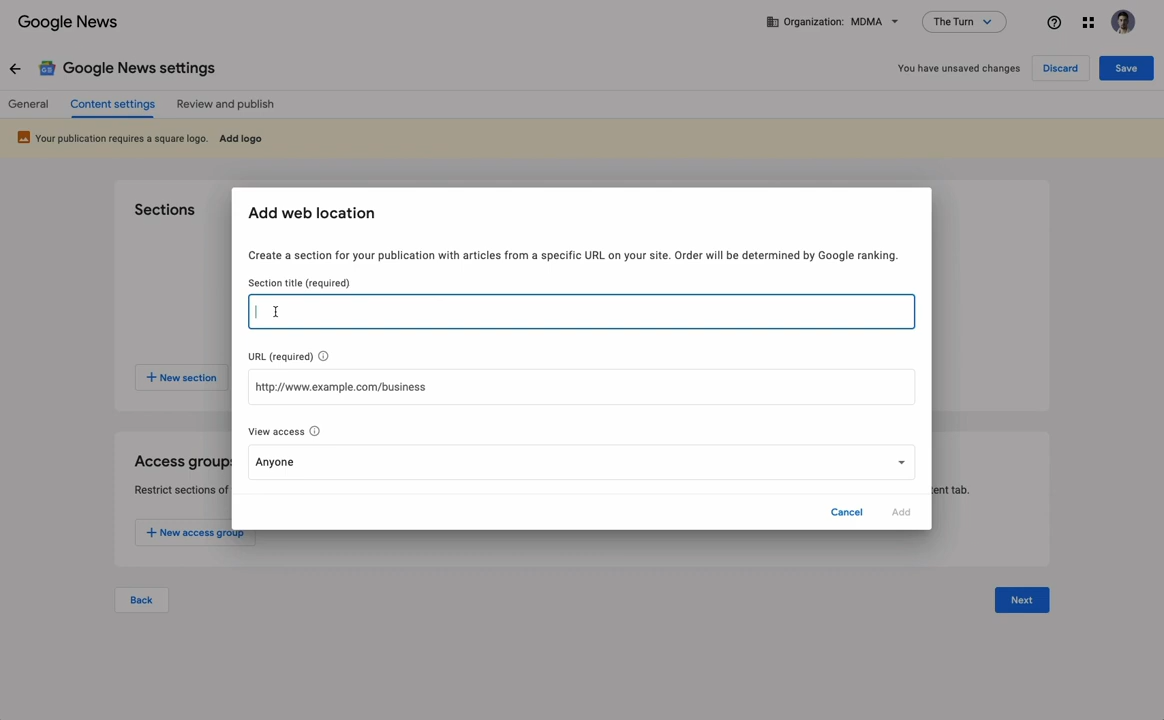 Google News
Organization: MDMA
The Turn
Google News settings
You have unsaved changes
Discard
Save
General
Content settings
Review and publish
Your publication requires a square logo. Add logo
Sections
Add web location
Create a section for your publication with articles from a specific URL on your site. Order will be determined by Google ranking.
Section title (required)
URL (required)
http://www.example.com/business
+ New section
View access
Anyone
Access groups
Restrict sections of
tent tab.
Cancel
Add
+ New access group
Back
Next